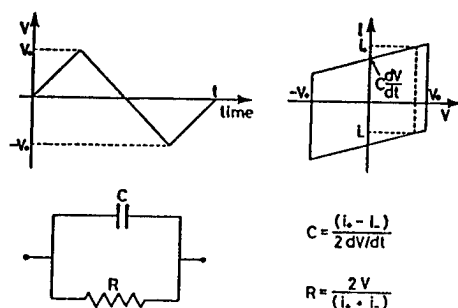 V
V₀
t
time
-V₀
I
i₊
C dV/dt
-V₀
V₀
i₋
V
C
R
C = (i₊ - i₋) / 2 dV/dt
R = 2 V / (i₊ + i₋)